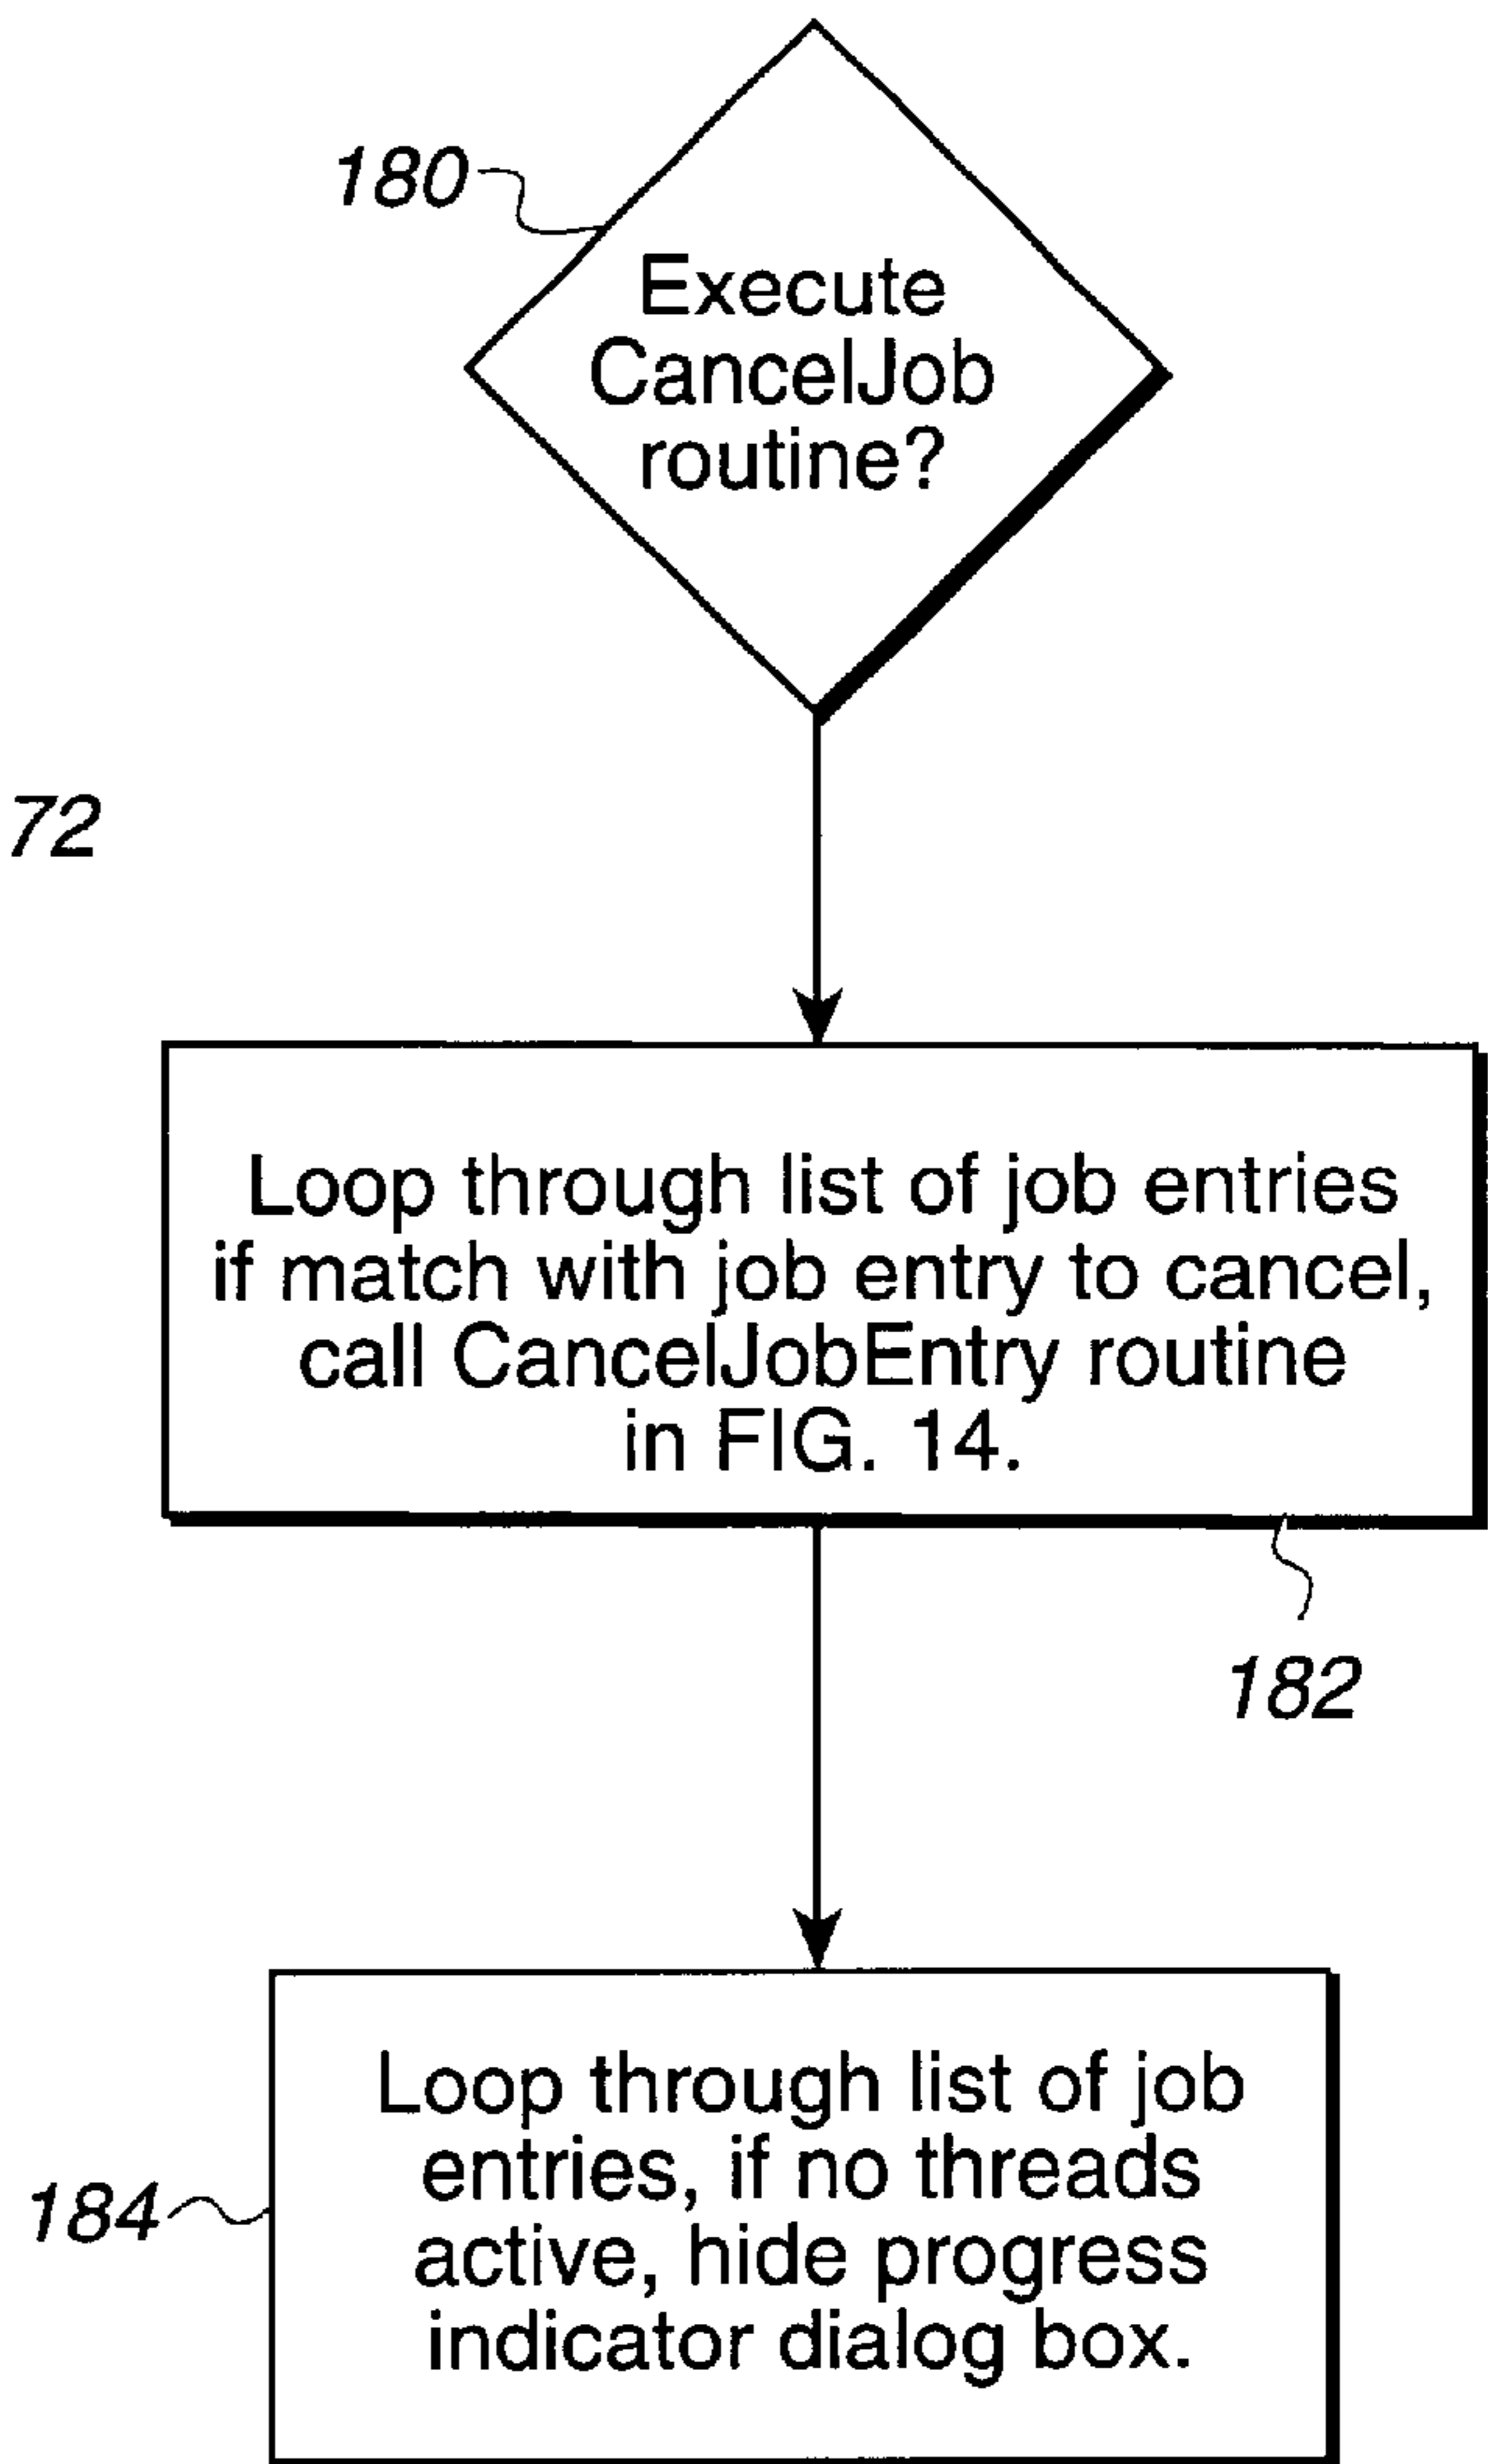 180
Execute
CancelJob
routine?
72
Loop through list of job entries
if match with job entry to cancel,
call CancelJobEntry routine
in FIG. 14.
182
Loop through list of job
entries, if no threads
active, hide progress
indicator dialog box.
184